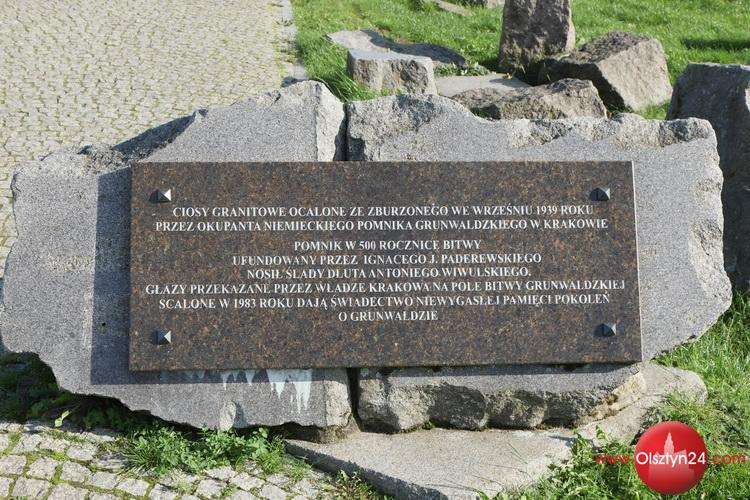 CIOSY GRANITOWE OCALONE ZE ZBURZONEGO WE WRZEŚNIU 1939 ROKU
PRZEZ OKUPANTA NIEMIECKIEGO POMNIKA GRUNWALDZKIEGO W KRAKOWIE
POMNIK W 500 ROCZNICE BITWY
UFUNDOWANY PRZEZ IGNACEGO J. PADEREWSKIEGO
NOSIŁ ŚLADY DŁUTA ANTONIEGO WIWULSKIEGO.
GŁAZY PRZEKAZANE PRZEZ WŁADZE KRAKOWA NA POLE BITWY GRUNWALDZKIEJ
SCALONE W 1983 ROKU DAJĄ ŚWIADECTWO NIEWYGASŁEJ PAMIĘCI POKOLEŃ
O GRUNWALDZIE
www.Olsztyn24.com